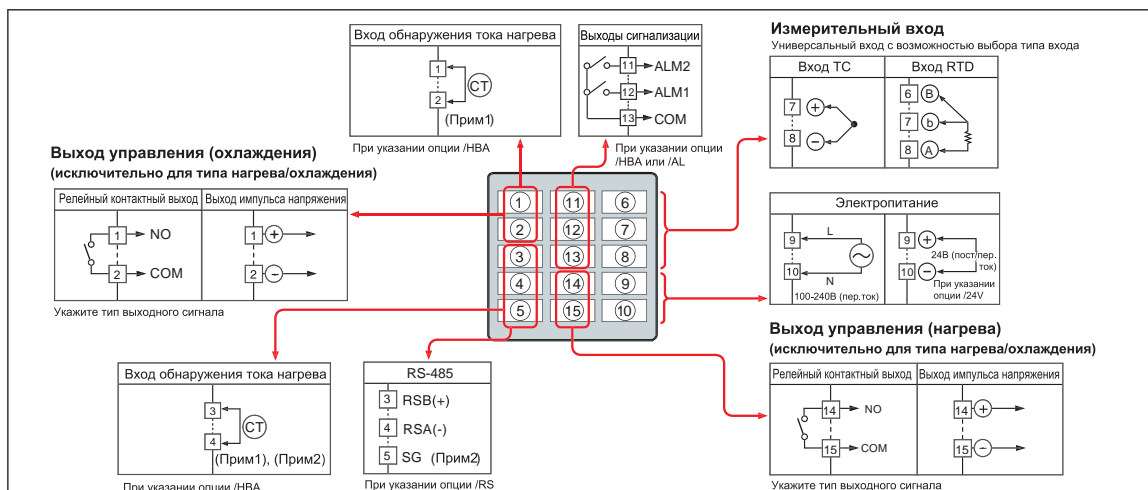 Вход обнаружения тока нагрева
1
2
CT
(Прим1)
При указании опции /HBA
Выходы сигнализации
11 ALM2
12 ALM1
13 COM
При указании опции
/HBA или /AL
Измерительный вход
Универсальный вход с возможностью выбора типа входа
Вход TC
7 +
8 −
Вход RTD
6 B
7 b
8 A
Выход управления (охлаждения)
(исключительно для типа нагрева/охлаждения)
Релейный контактный выход
1 NO
2 COM
Выход импульса напряжения
1 +
2 −
Укажите тип выходного сигнала
1 11 6
2 12 7
3 13 8
4 14 9
5 15 10
Электропитание
9 L
10 N
100-240В (пер.ток)
9 +
24В (пост/пер.
ток)
10 −
При указании
опции /24V
Вход обнаружения тока нагрева
3
4
CT
(Прим1), (Прим2)
При указании опции /HBA
RS-485
3 RSB(+)
4 RSA(-)
5 SG (Прим2)
При указании опции /RS
Выход управления (нагрева)
(исключительно для типа нагрева/охлаждения)
Релейный контактный выход
14 NO
15 COM
Выход импульса напряжения
14 +
15 −
Укажите тип выходного сигнала